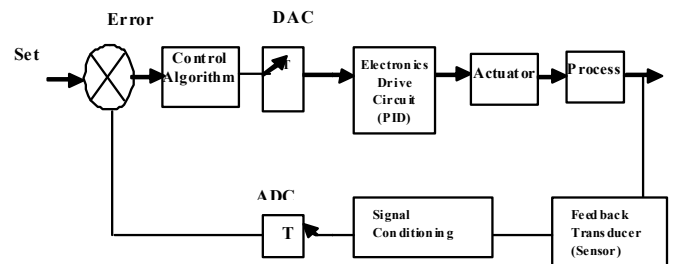 Error
DAC
Set
Control
Algorithm
T
Electronics
Drive
Circuit
(PID)
Actuator
Process
ADC
T
Signal
Conditioning
Feedback
Transducer
(Sensor)